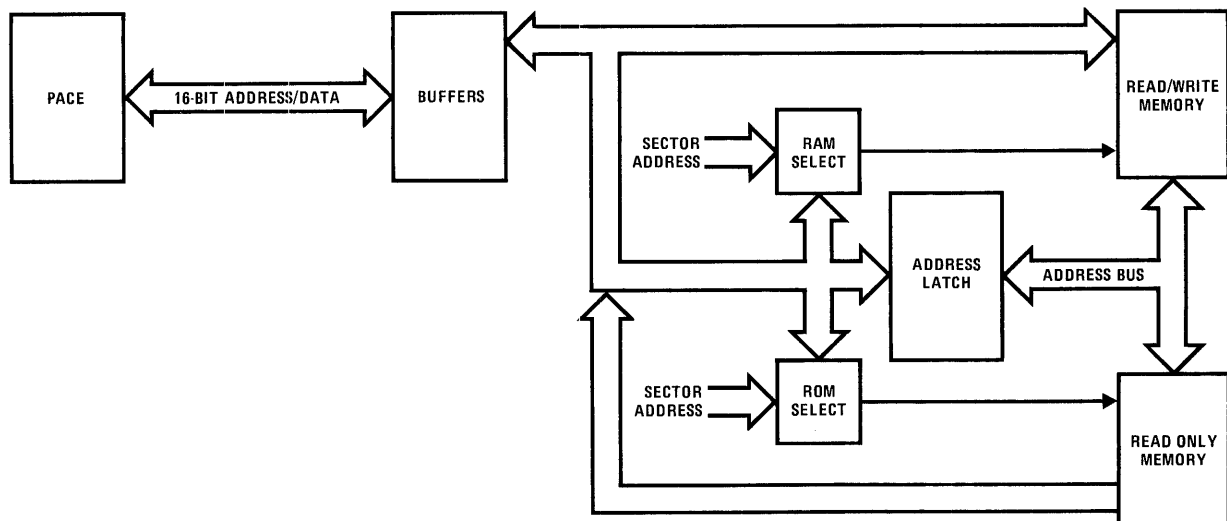 PACE
16-BIT ADDRESS/DATA
BUFFERS
READ/WRITE
MEMORY
SECTOR
ADDRESS
RAM
SELECT
ADDRESS
LATCH
ADDRESS BUS
SECTOR
ADDRESS
ROM
SELECT
READ ONLY
MEMORY